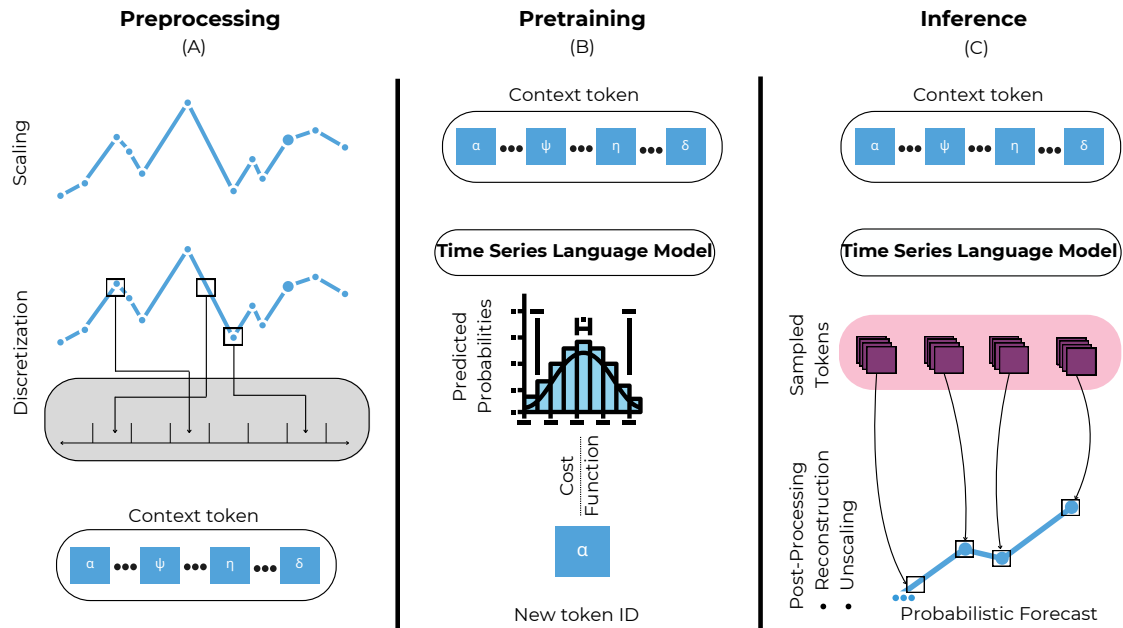 Preprocessing
(A)
Scaling
Discretization
Context token
α ••• ψ ••• η ••• δ
Pretraining
(B)
Context token
α ••• ψ ••• η ••• δ
Time Series Language Model
Predicted
Probabilities
Cost
Function
α
New token ID
Inference
(C)
Context token
α ••• ψ ••• η ••• δ
Time Series Language Model
Sampled
Tokens
Post-Processing
• Reconstruction
• Unscaling
Probabilistic Forecast